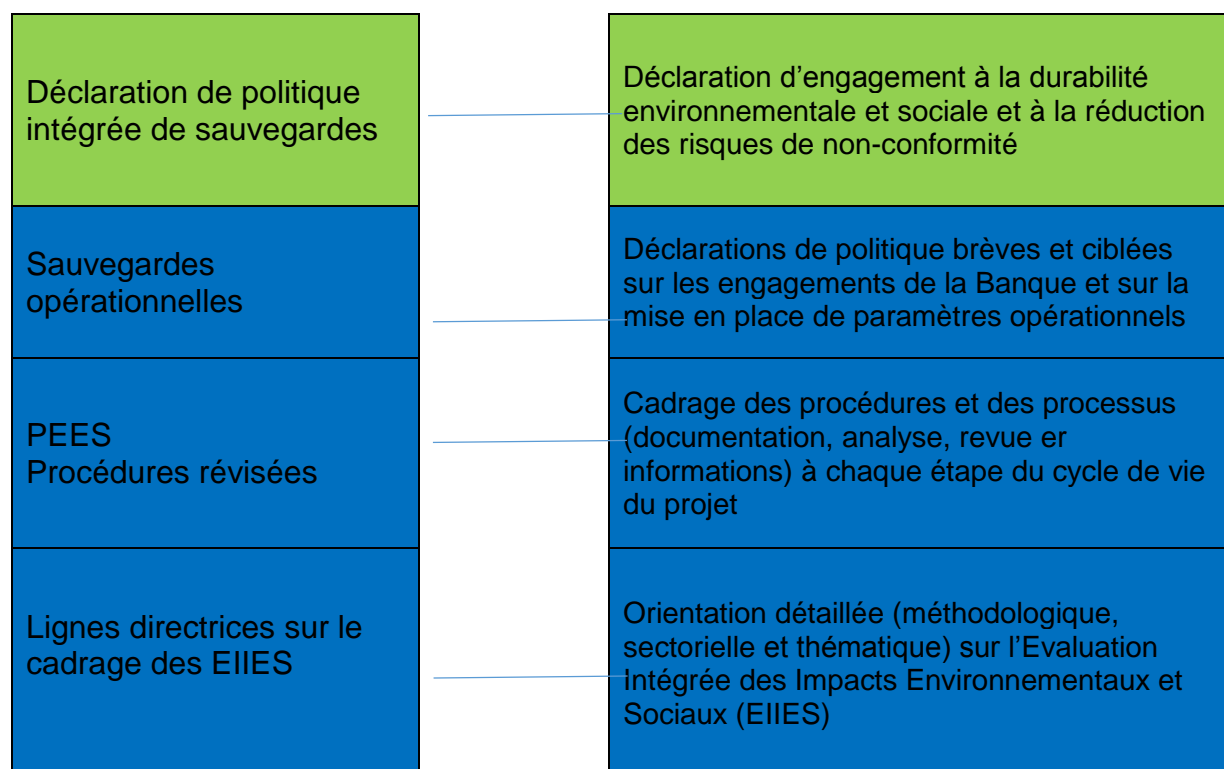 Déclaration de politique
intégrée de sauvegardes
Déclaration d’engagement à la durabilité
environnementale et sociale et à la réduction
des risques de non-conformité
Sauvegardes
opérationnelles
Déclarations de politique brèves et ciblées
sur les engagements de la Banque et sur la
mise en place de paramètres opérationnels
PEES
Procédures révisées
Cadrage des procédures et des processus
(documentation, analyse, revue er
informations) à chaque étape du cycle de vie
du projet
Lignes directrices sur le
cadrage des EIIES
Orientation détaillée (méthodologique,
sectorielle et thématique) sur l’Evaluation
Intégrée des Impacts Environnementaux et
Sociaux (EIIES)